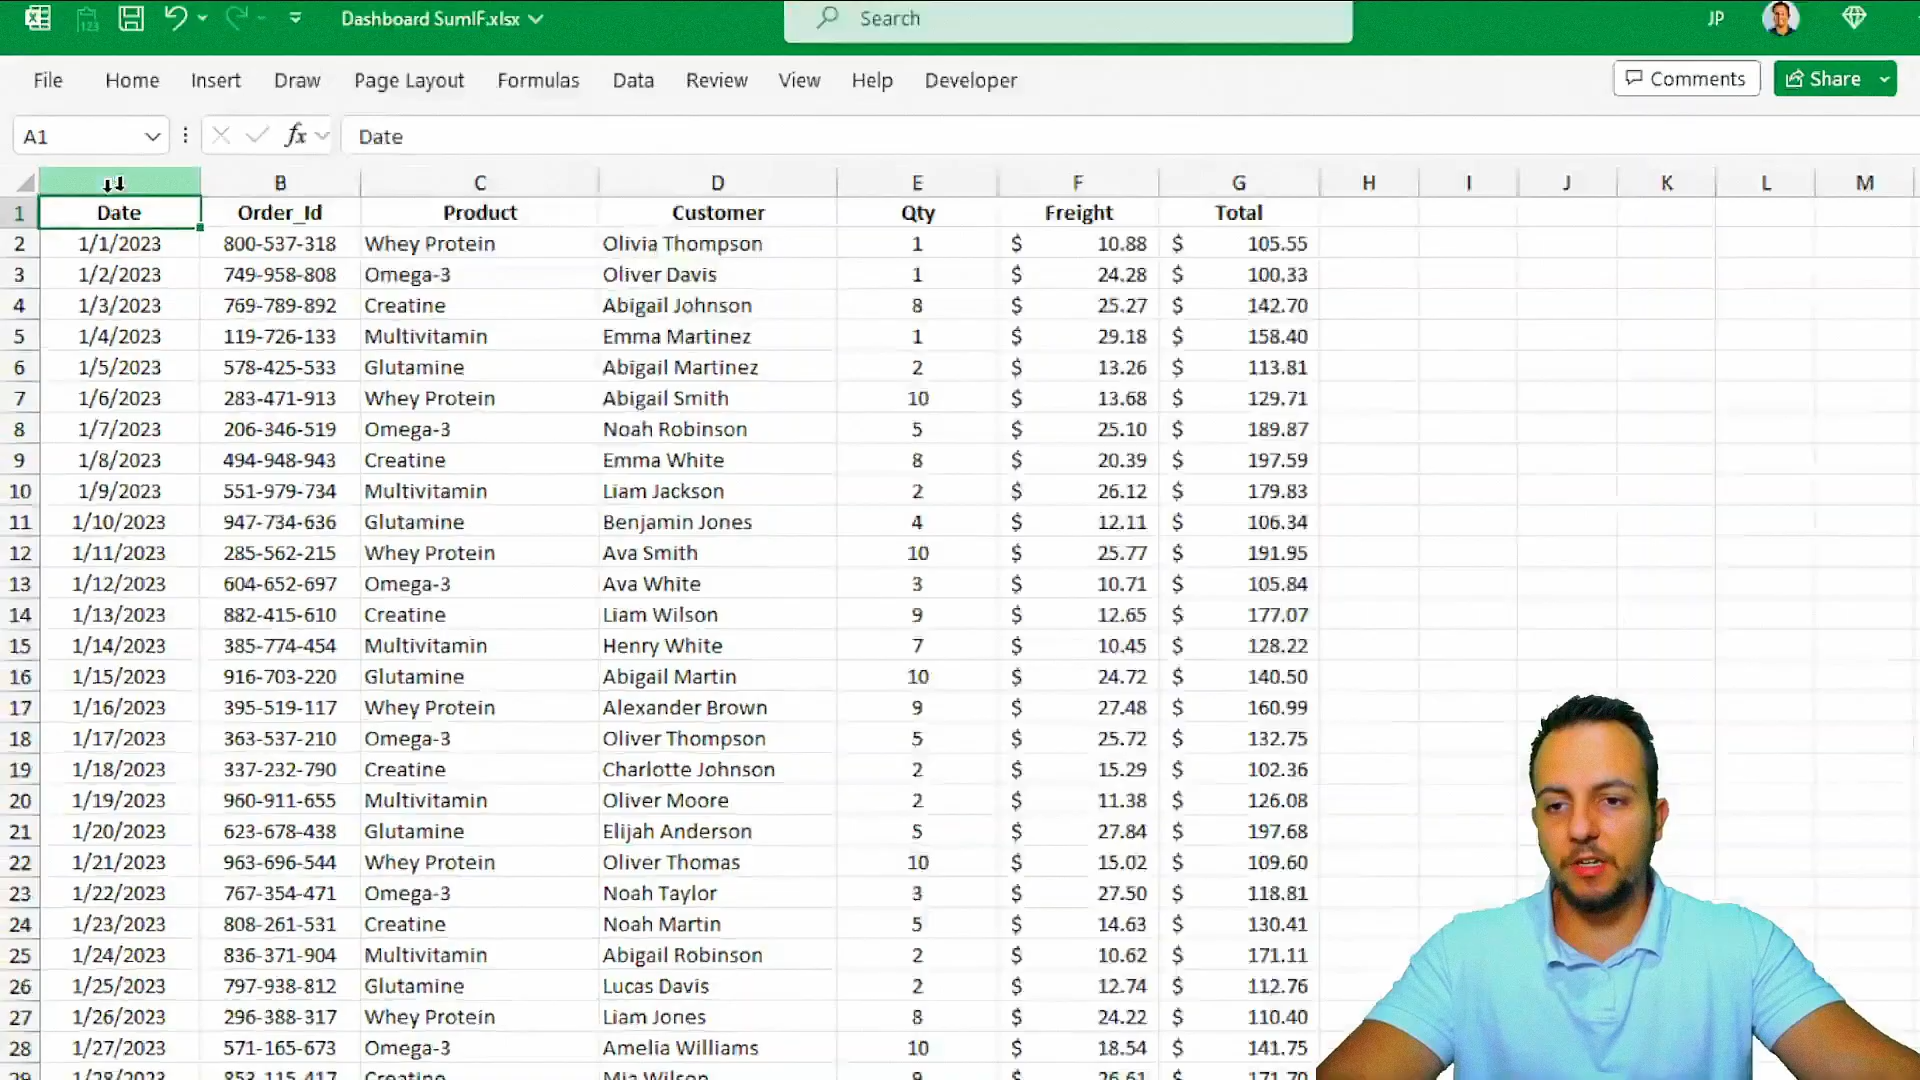 123 Dashboard SumIF.xlsx Search JP
File Home Insert Draw Page Layout Formulas Data Review View Help Developer Comments Share
A1 fx Date
B C D E F G H I J K L M
1 Date Order_Id Product Customer Qty Freight Total
2 1/1/2023 800-537-318 Whey Protein Olivia Thompson 1 $ 10.88 $ 105.55
3 1/2/2023 749-958-808 Omega-3 Oliver Davis 1 $ 24.28 $ 100.33
4 1/3/2023 769-789-892 Creatine Abigail Johnson 8 $ 25.27 $ 142.70
5 1/4/2023 119-726-133 Multivitamin Emma Martinez 1 $ 29.18 $ 158.40
6 1/5/2023 578-425-533 Glutamine Abigail Martinez 2 $ 13.26 $ 113.81
7 1/6/2023 283-471-913 Whey Protein Abigail Smith 10 $ 13.68 $ 129.71
8 1/7/2023 206-346-519 Omega-3 Noah Robinson 5 $ 25.10 $ 189.87
9 1/8/2023 494-948-943 Creatine Emma White 8 $ 20.39 $ 197.59
10 1/9/2023 551-979-734 Multivitamin Liam Jackson 2 $ 26.12 $ 179.83
11 1/10/2023 947-734-636 Glutamine Benjamin Jones 4 $ 12.11 $ 106.34
12 1/11/2023 285-562-215 Whey Protein Ava Smith 10 $ 25.77 $ 191.95
13 1/12/2023 604-652-697 Omega-3 Ava White 3 $ 10.71 $ 105.84
14 1/13/2023 882-415-610 Creatine Liam Wilson 9 $ 12.65 $ 177.07
15 1/14/2023 385-774-454 Multivitamin Henry White 7 $ 10.45 $ 128.22
16 1/15/2023 916-703-220 Glutamine Abigail Martin 10 $ 24.72 $ 140.50
17 1/16/2023 395-519-117 Whey Protein Alexander Brown 9 $ 27.48 $ 160.99
18 1/17/2023 363-537-210 Omega-3 Oliver Thompson 5 $ 25.72 $ 132.75
19 1/18/2023 337-232-790 Creatine Charlotte Johnson 2 $ 15.29 $ 102.36
20 1/19/2023 960-911-655 Multivitamin Oliver Moore 2 $ 11.38 $ 126.08
21 1/20/2023 623-678-438 Glutamine Elijah Anderson 5 $ 27.84 $ 197.68
22 1/21/2023 963-696-544 Whey Protein Oliver Thomas 10 $ 15.02 $ 109.60
23 1/22/2023 767-354-471 Omega-3 Noah Taylor 3 $ 27.50 $ 118.81
24 1/23/2023 808-261-531 Creatine Noah Martin 5 $ 14.63 $ 130.41
25 1/24/2023 836-371-904 Multivitamin Abigail Robinson 2 $ 10.62 $ 171.11
26 1/25/2023 797-938-812 Glutamine Lucas Davis 2 $ 12.74 $ 112.76
27 1/26/2023 296-388-317 Whey Protein Liam Jones 8 $ 24.22 $ 110.40
28 1/27/2023 571-165-673 Omega-3 Amelia Williams 10 $ 18.54 $ 141.75
29 1/28/2023 853-115-417 Creatine Mia Wilson 9 $ 26.61 $ 171.70